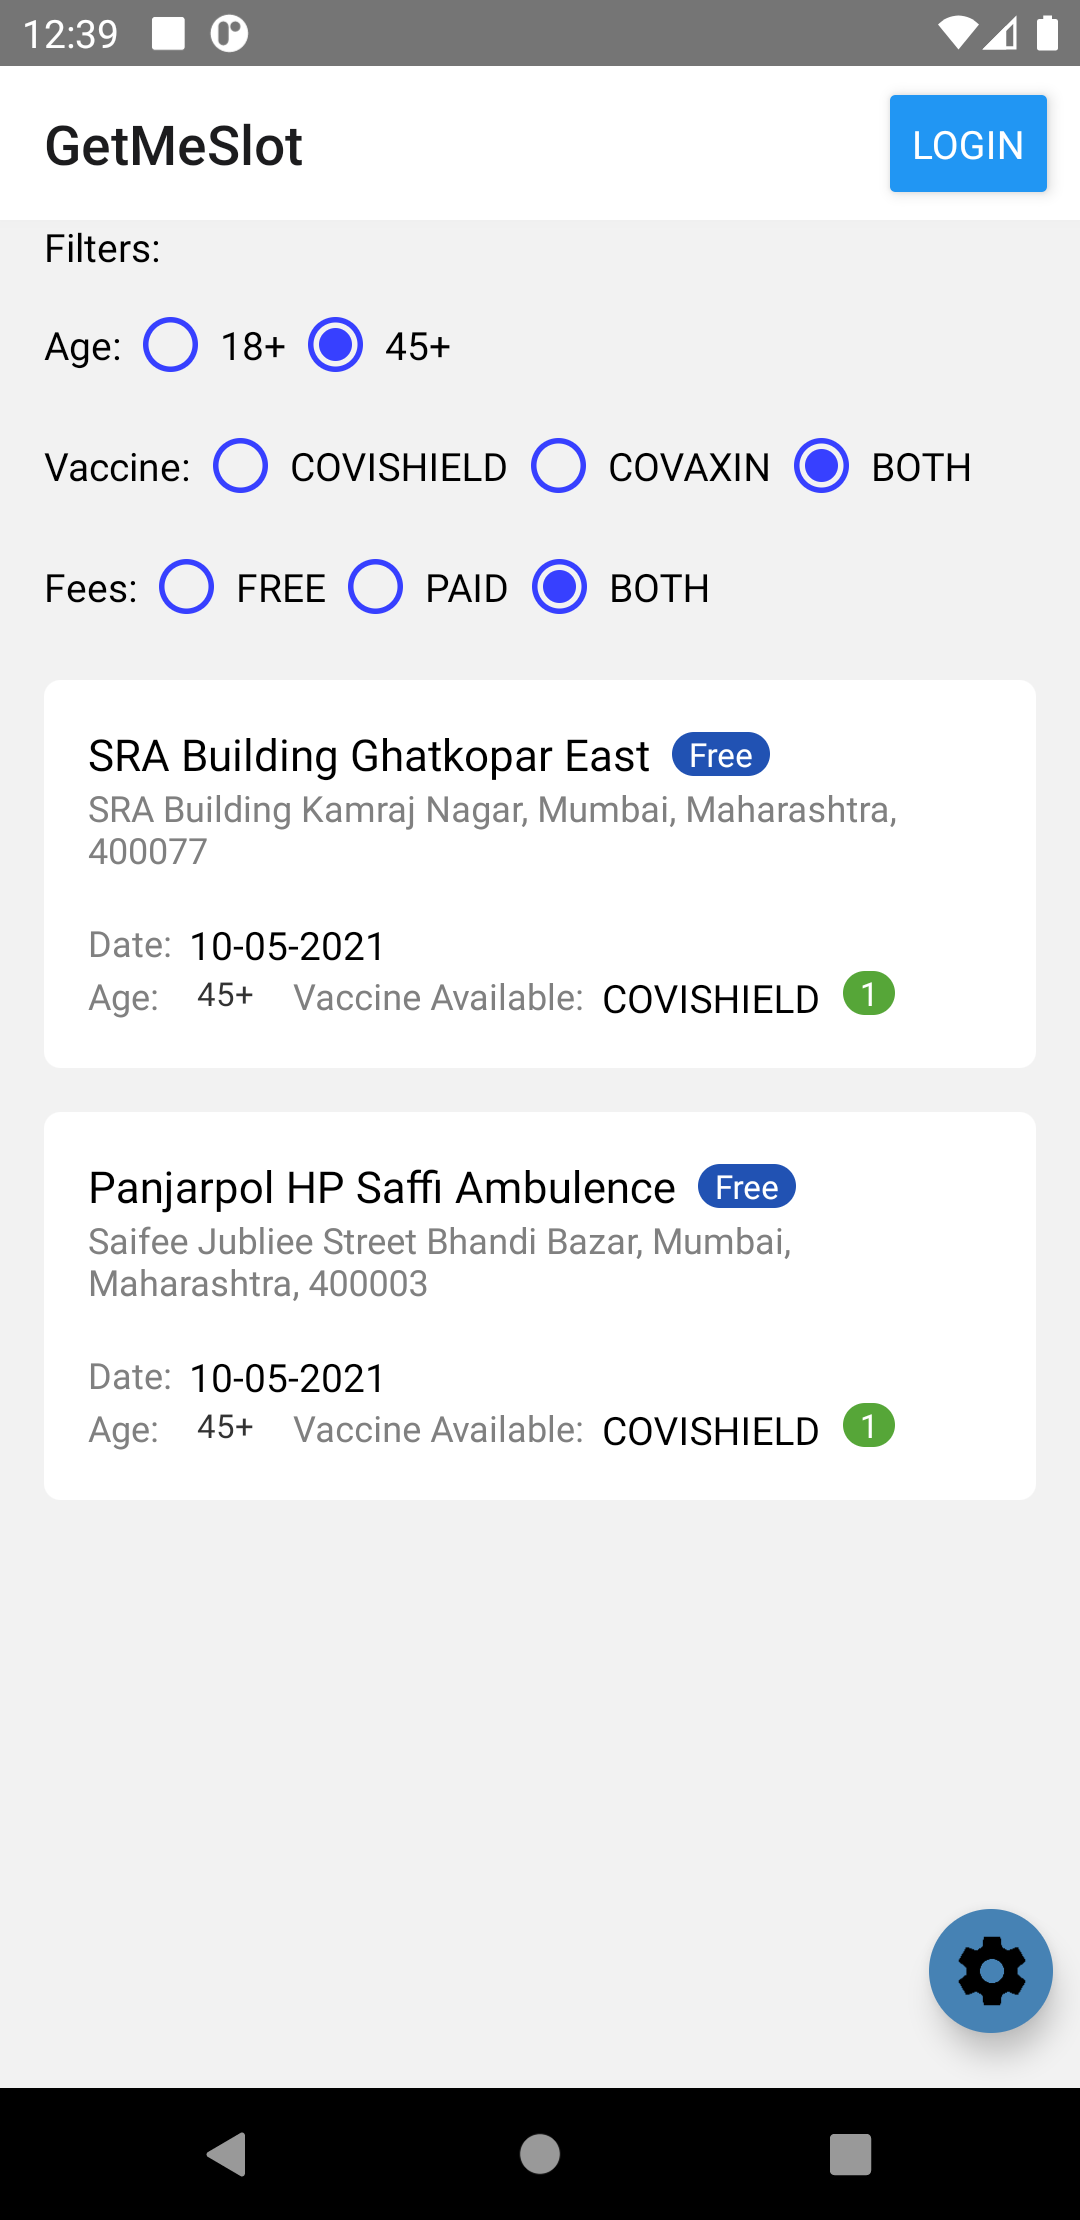 12:39
GetMeSlot LOGIN
Filters:
Age: 18+ 45+
Vaccine: COVISHIELD COVAXIN BOTH
Fees: FREE PAID BOTH
SRA Building Ghatkopar East Free
SRA Building Kamraj Nagar, Mumbai, Maharashtra,
400077
Date: 10-05-2021
Age: 45+ Vaccine Available: COVISHIELD 1
Panjarpol HP Saffi Ambulence Free
Saifee Jubliee Street Bhandi Bazar, Mumbai,
Maharashtra, 400003
Date: 10-05-2021
Age: 45+ Vaccine Available: COVISHIELD 1